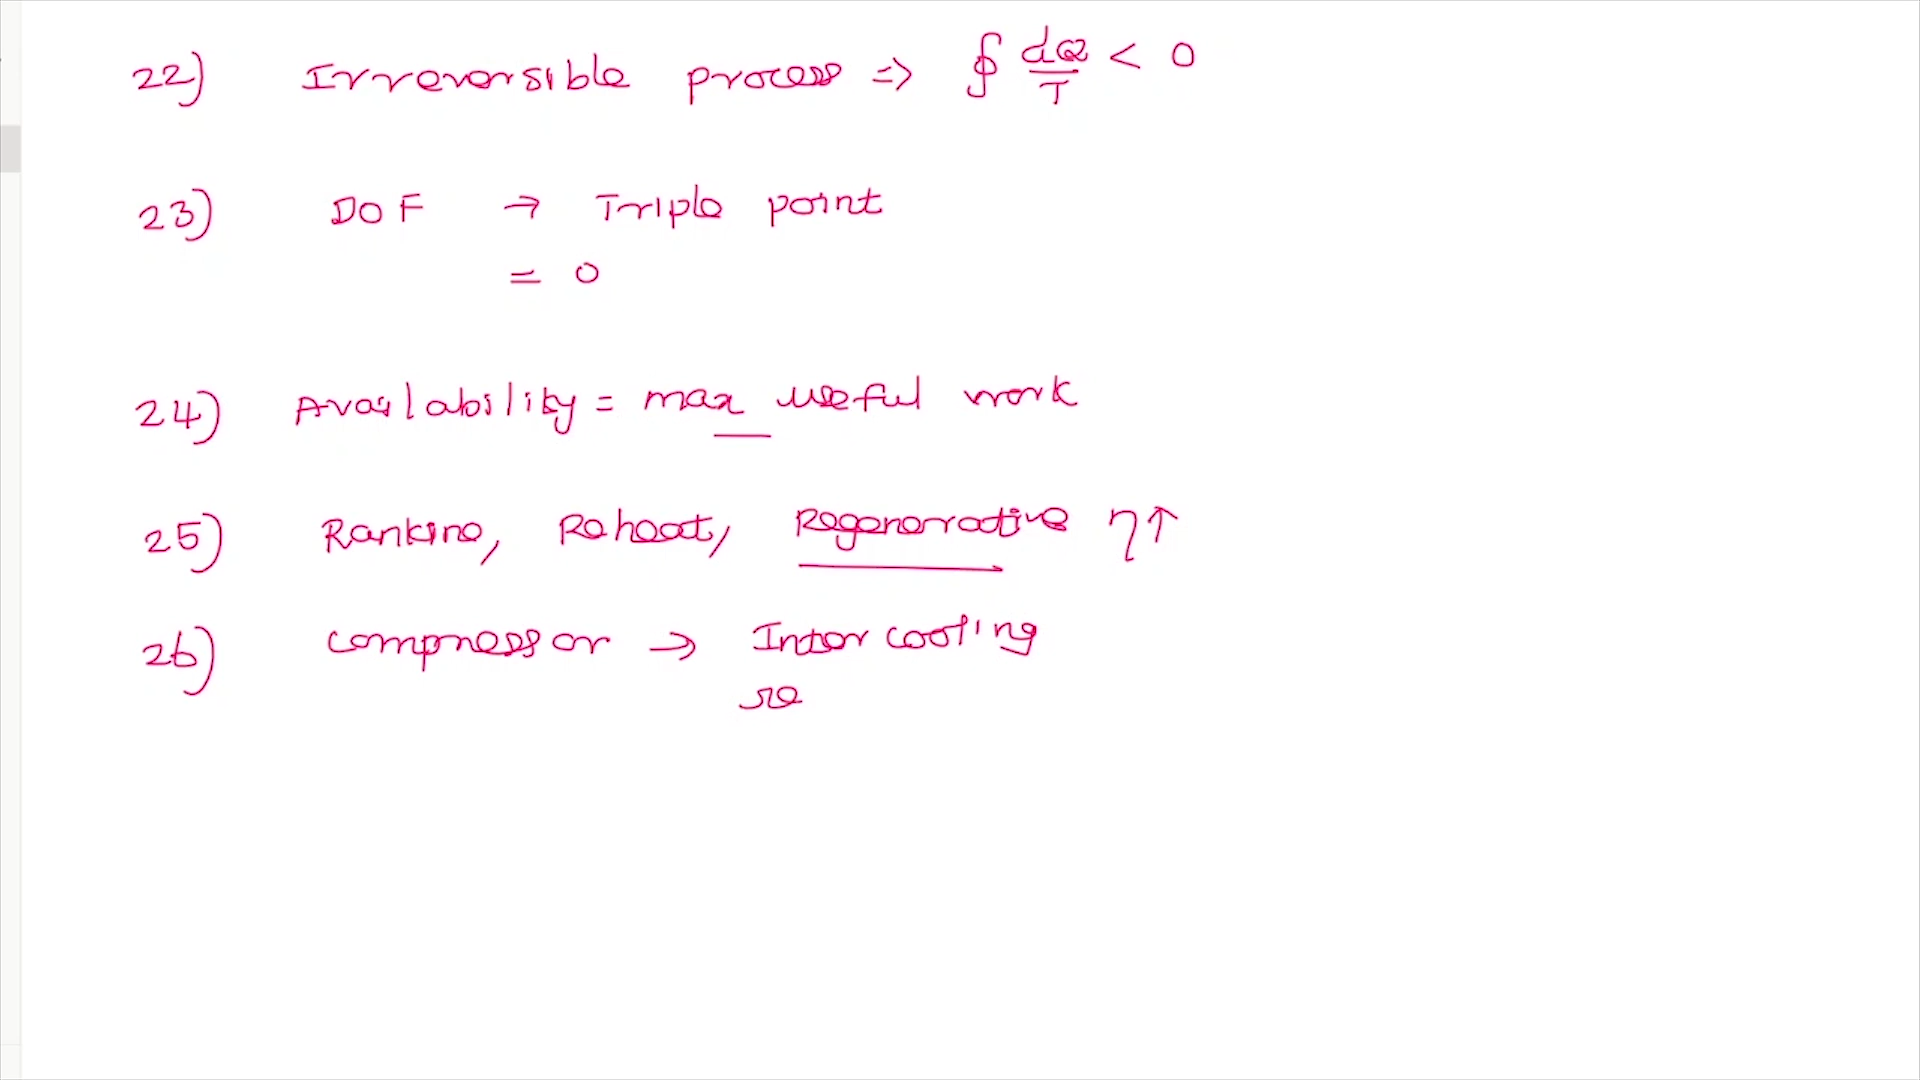 22) Irreversible process => ∮ dQ/T < 0
23) DOF → Triple point
= 0
24) Availability = max useful work
25) Rankine, Reheat, Regenerative η↑
26) compressor → Inter cooling
re